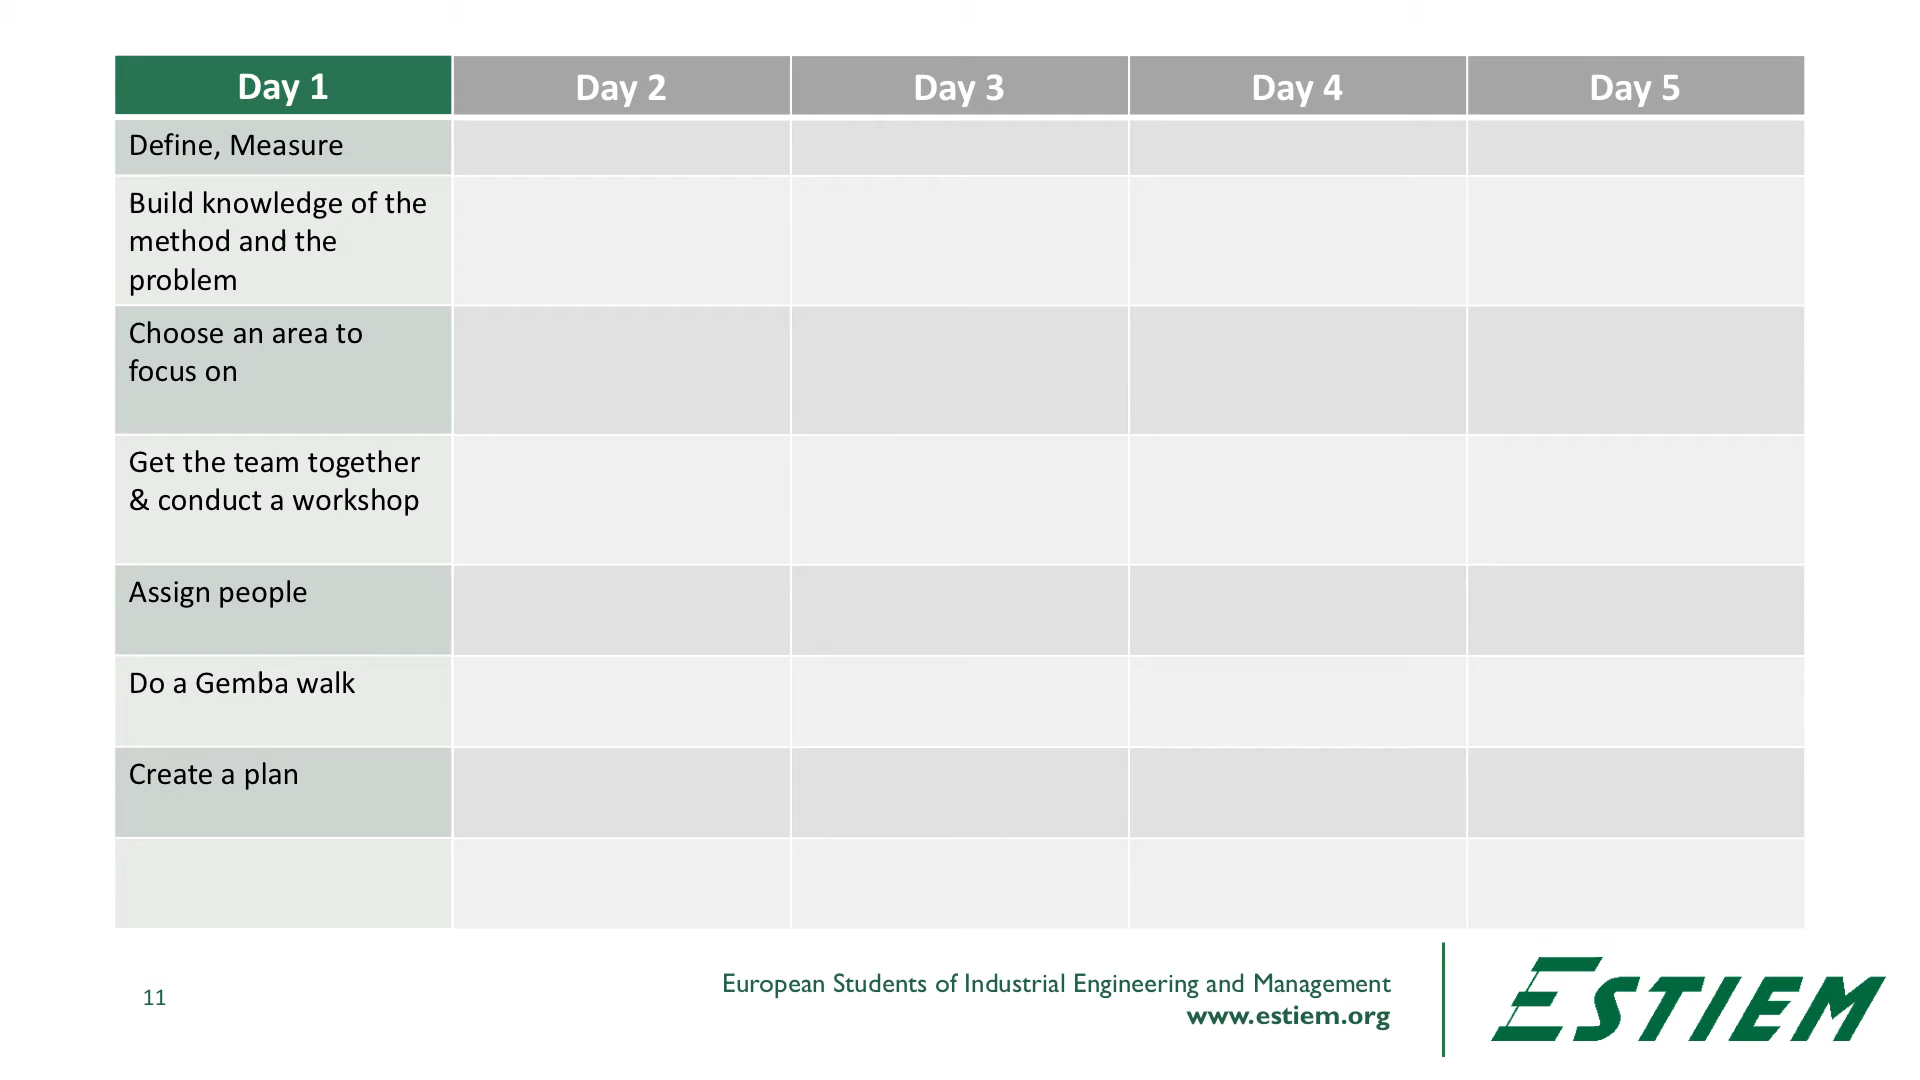 Day 1
Day 2
Day 3
Day 4
Day 5
Define, Measure
Build knowledge of the
method and the
problem
Choose an area to
focus on
Get the team together
& conduct a workshop
Assign people
Do a Gemba walk
Create a plan
11
European Students of Industrial Engineering and Management
www.estiem.org
ESTIEM